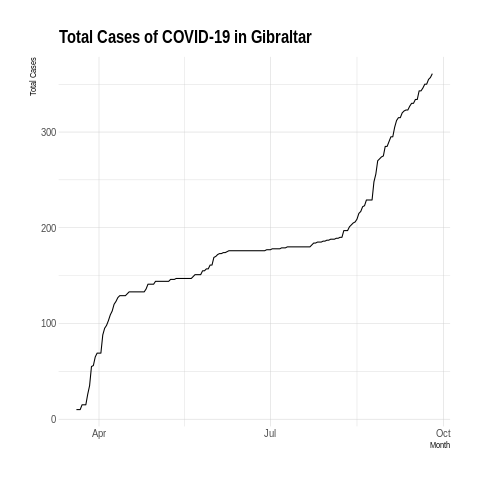 Total Cases of COVID-19 in Gibraltar
Total Cases
300
200
100
0
Apr
Jul
Oct
Month